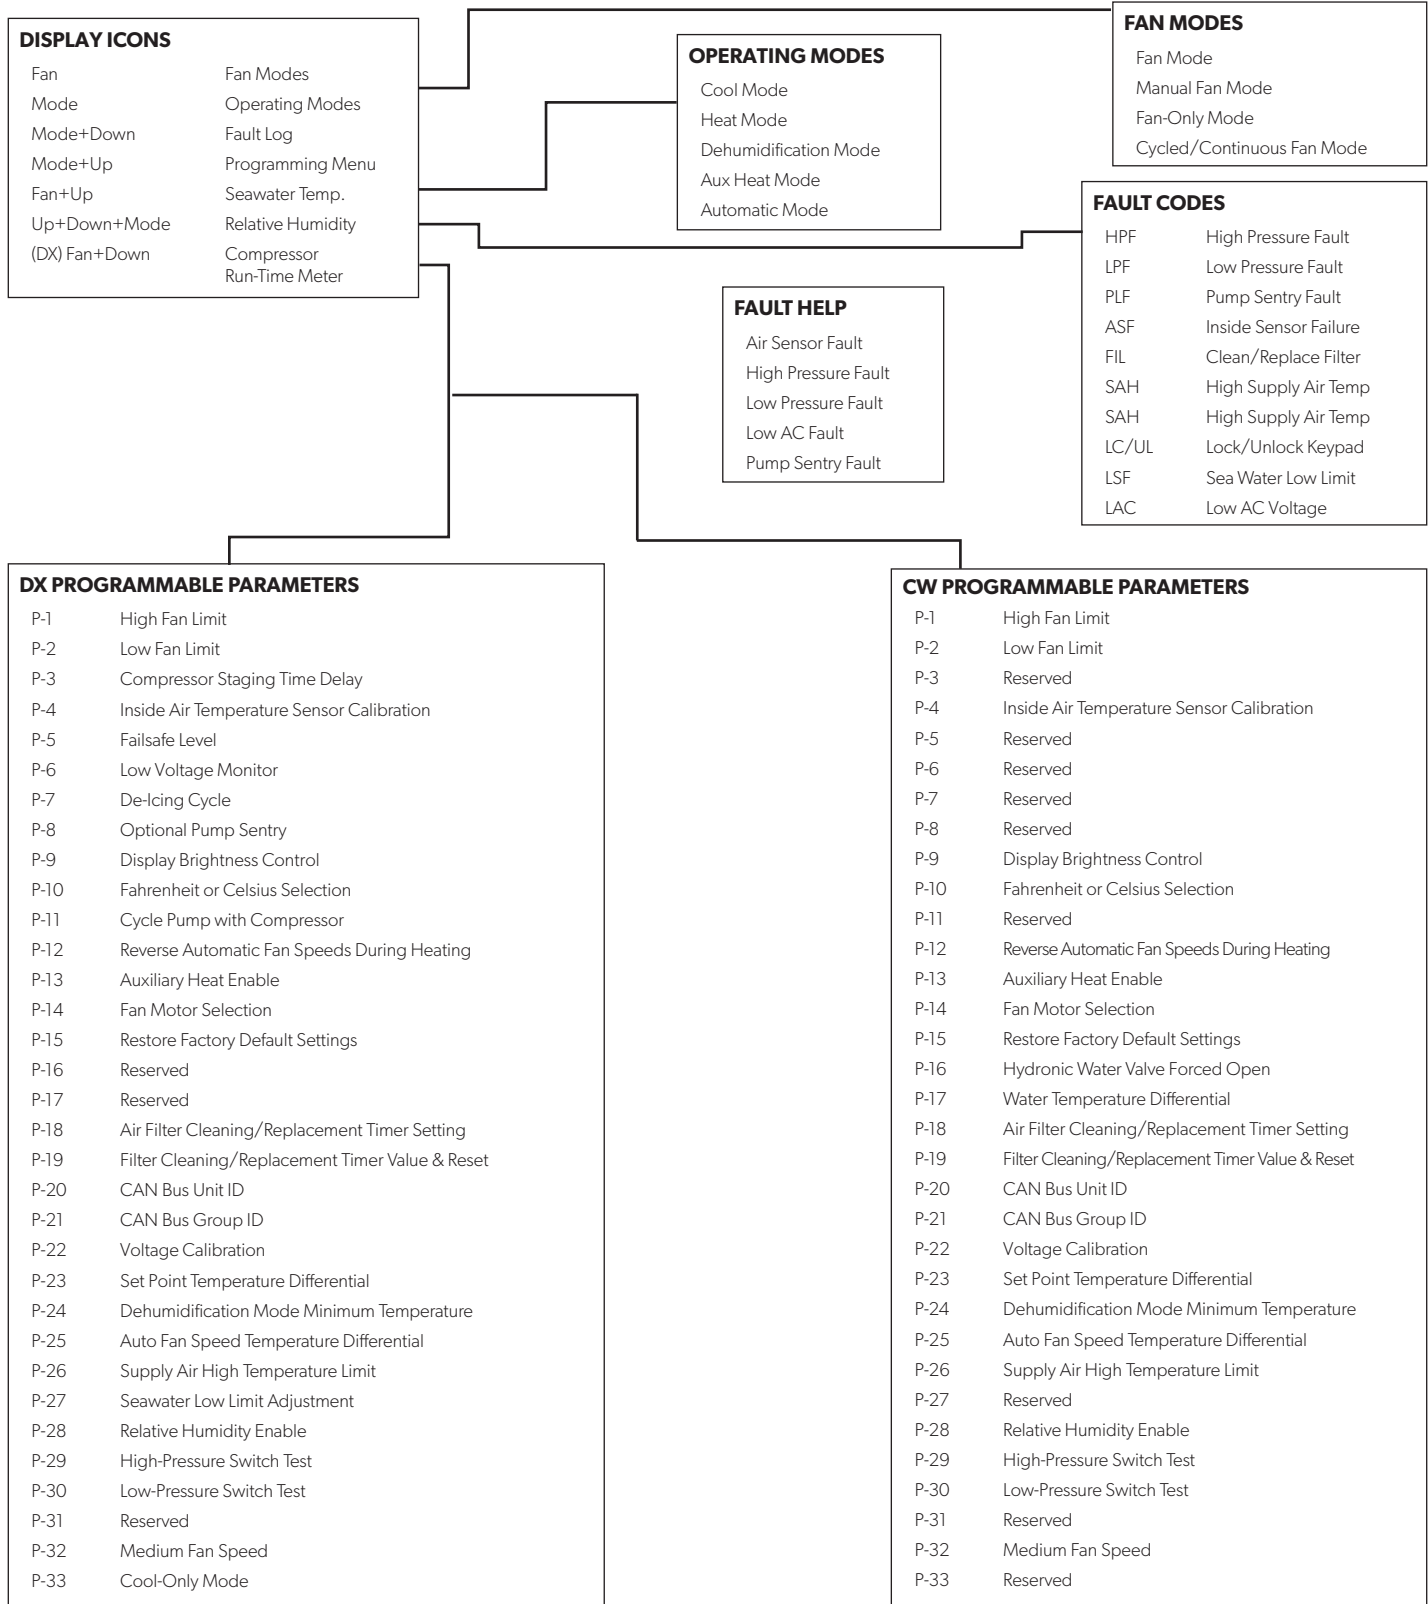 DISPLAY ICONS
Fan Fan Modes
Mode Operating Modes
Mode+Down Fault Log
Mode+Up Programming Menu
Fan+Up Seawater Temp.
Up+Down+Mode Relative Humidity
(DX) Fan+Down Compressor
Run-Time Meter
OPERATING MODES
Cool Mode
Heat Mode
Dehumidification Mode
Aux Heat Mode
Automatic Mode
FAN MODES
Fan Mode
Manual Fan Mode
Fan-Only Mode
Cycled/Continuous Fan Mode
FAULT CODES
HPF High Pressure Fault
LPF Low Pressure Fault
PLF Pump Sentry Fault
ASF Inside Sensor Failure
FIL Clean/Replace Filter
SAH High Supply Air Temp
SAH High Supply Air Temp
LC/UL Lock/Unlock Keypad
LSF Sea Water Low Limit
LAC Low AC Voltage
FAULT HELP
Air Sensor Fault
High Pressure Fault
Low Pressure Fault
Low AC Fault
Pump Sentry Fault
DX PROGRAMMABLE PARAMETERS
P-1 High Fan Limit
P-2 Low Fan Limit
P-3 Compressor Staging Time Delay
P-4 Inside Air Temperature Sensor Calibration
P-5 Failsafe Level
P-6 Low Voltage Monitor
P-7 De-Icing Cycle
P-8 Optional Pump Sentry
P-9 Display Brightness Control
P-10 Fahrenheit or Celsius Selection
P-11 Cycle Pump with Compressor
P-12 Reverse Automatic Fan Speeds During Heating
P-13 Auxiliary Heat Enable
P-14 Fan Motor Selection
P-15 Restore Factory Default Settings
P-16 Reserved
P-17 Reserved
P-18 Air Filter Cleaning/Replacement Timer Setting
P-19 Filter Cleaning/Replacement Timer Value & Reset
P-20 CAN Bus Unit ID
P-21 CAN Bus Group ID
P-22 Voltage Calibration
P-23 Set Point Temperature Differential
P-24 Dehumidification Mode Minimum Temperature
P-25 Auto Fan Speed Temperature Differential
P-26 Supply Air High Temperature Limit
P-27 Seawater Low Limit Adjustment
P-28 Relative Humidity Enable
P-29 High-Pressure Switch Test
P-30 Low-Pressure Switch Test
P-31 Reserved
P-32 Medium Fan Speed
P-33 Cool-Only Mode
CW PROGRAMMABLE PARAMETERS
P-1 High Fan Limit
P-2 Low Fan Limit
P-3 Reserved
P-4 Inside Air Temperature Sensor Calibration
P-5 Reserved
P-6 Reserved
P-7 Reserved
P-8 Reserved
P-9 Display Brightness Control
P-10 Fahrenheit or Celsius Selection
P-11 Reserved
P-12 Reverse Automatic Fan Speeds During Heating
P-13 Auxiliary Heat Enable
P-14 Fan Motor Selection
P-15 Restore Factory Default Settings
P-16 Hydronic Water Valve Forced Open
P-17 Water Temperature Differential
P-18 Air Filter Cleaning/Replacement Timer Setting
P-19 Filter Cleaning/Replacement Timer Value & Reset
P-20 CAN Bus Unit ID
P-21 CAN Bus Group ID
P-22 Voltage Calibration
P-23 Set Point Temperature Differential
P-24 Dehumidification Mode Minimum Temperature
P-25 Auto Fan Speed Temperature Differential
P-26 Supply Air High Temperature Limit
P-27 Reserved
P-28 Relative Humidity Enable
P-29 High-Pressure Switch Test
P-30 Low-Pressure Switch Test
P-31 Reserved
P-32 Medium Fan Speed
P-33 Reserved